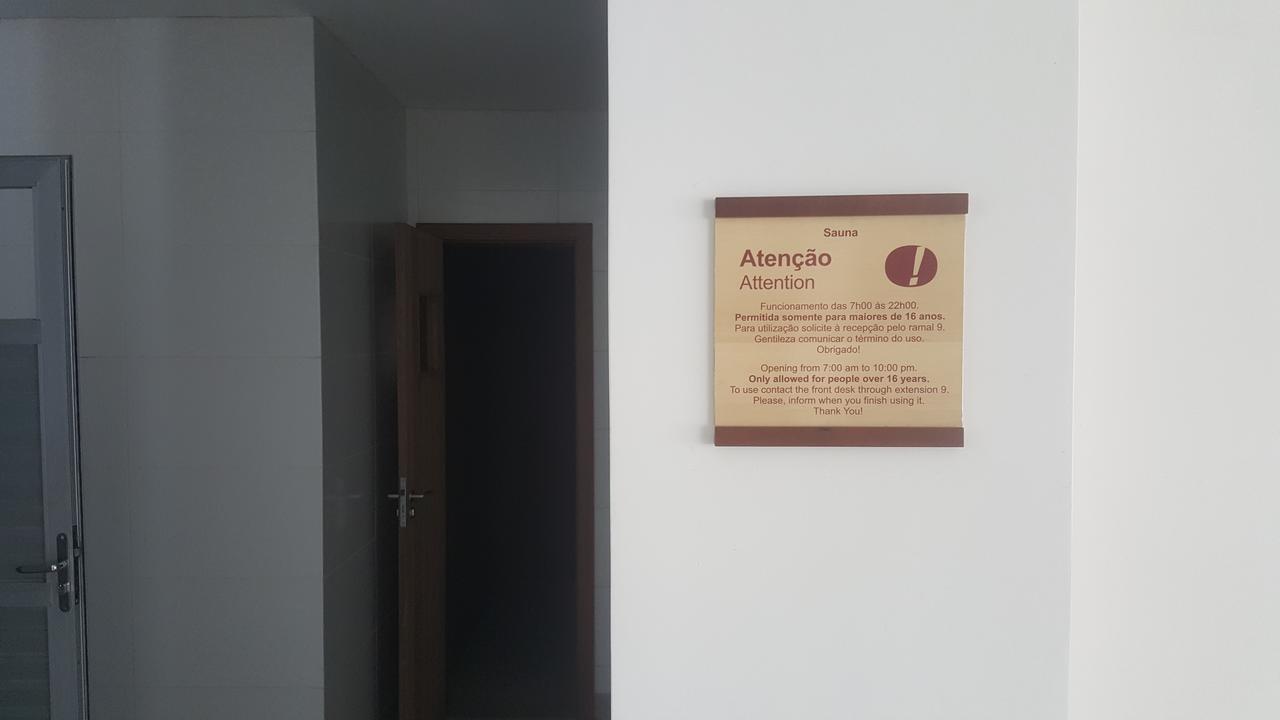 Sauna
Atenção
Attention
!
Funcionamento das 7h00 às 22h00.
Permitida somente para maiores de 16 anos.
Para utilização solicite à recepção pelo ramal 9.
Gentileza comunicar o término do uso.
Obrigado!
Opening from 7:00 am to 10:00 pm.
Only allowed for people over 16 years.
To use contact the front desk through extension 9.
Please, inform when you finish using it.
Thank You!